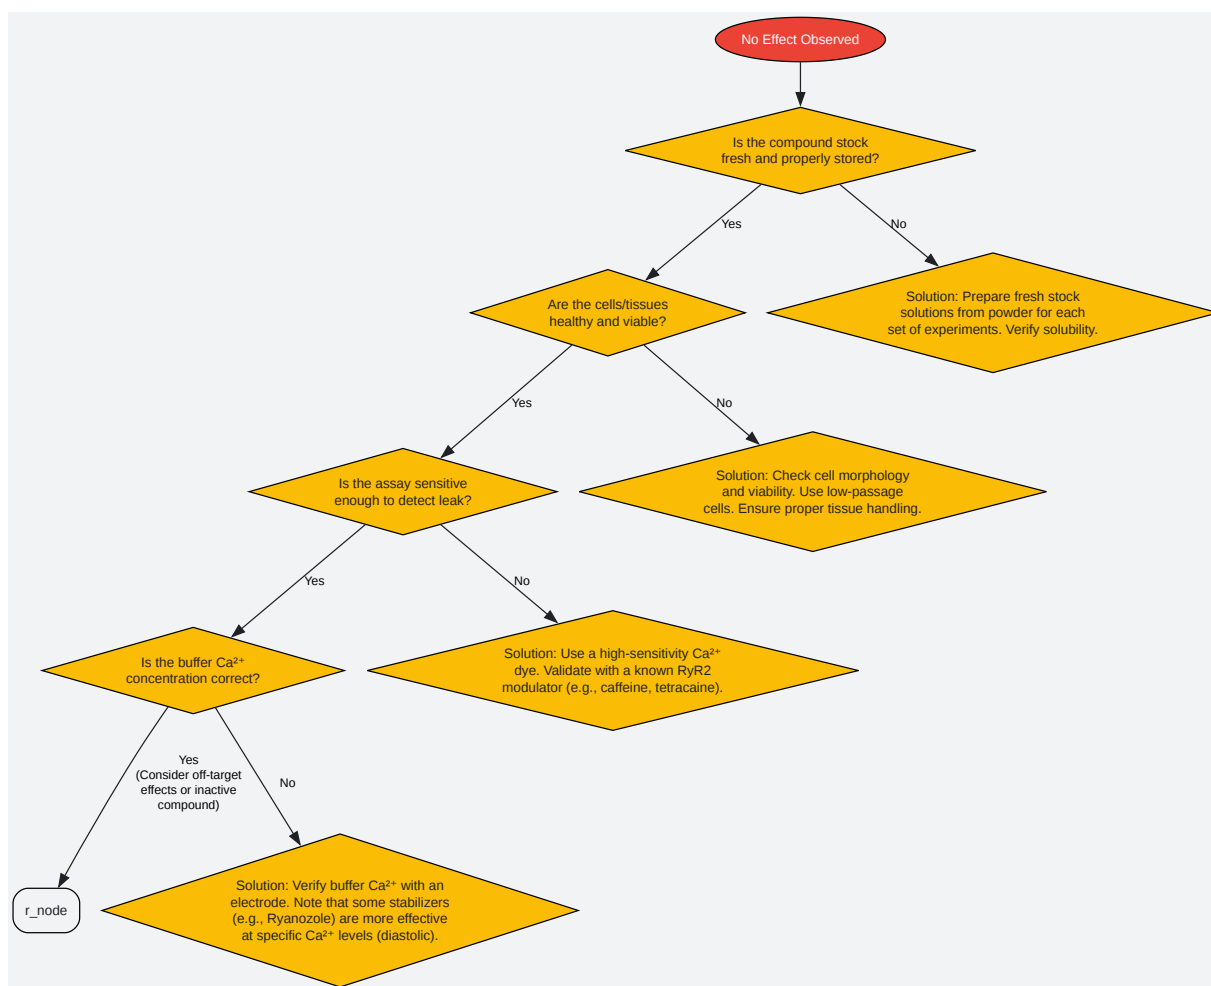 No Effect Observed
Is the compound stock
fresh and properly stored?
Yes
No
Are the cells/tissues
healthy and viable?
Solution: Prepare fresh stock
solutions from powder for each
set of experiments. Verify solubility.
Yes
No
Is the assay sensitive
enough to detect leak?
Solution: Check cell morphology
and viability. Use low-passage
cells. Ensure proper tissue handling.
Yes
No
Is the buffer Ca²⁺
concentration correct?
Solution: Use a high-sensitivity Ca²⁺
dye. Validate with a known RyR2
modulator (e.g., caffeine, tetracaine).
Yes
(Consider off-target
effects or inactive
compound)
No
r_node
Solution: Verify buffer Ca²⁺ with an
electrode. Note that some stabilizers
(e.g., Ryanozole) are more effective
at specific Ca²⁺ levels (diastolic).